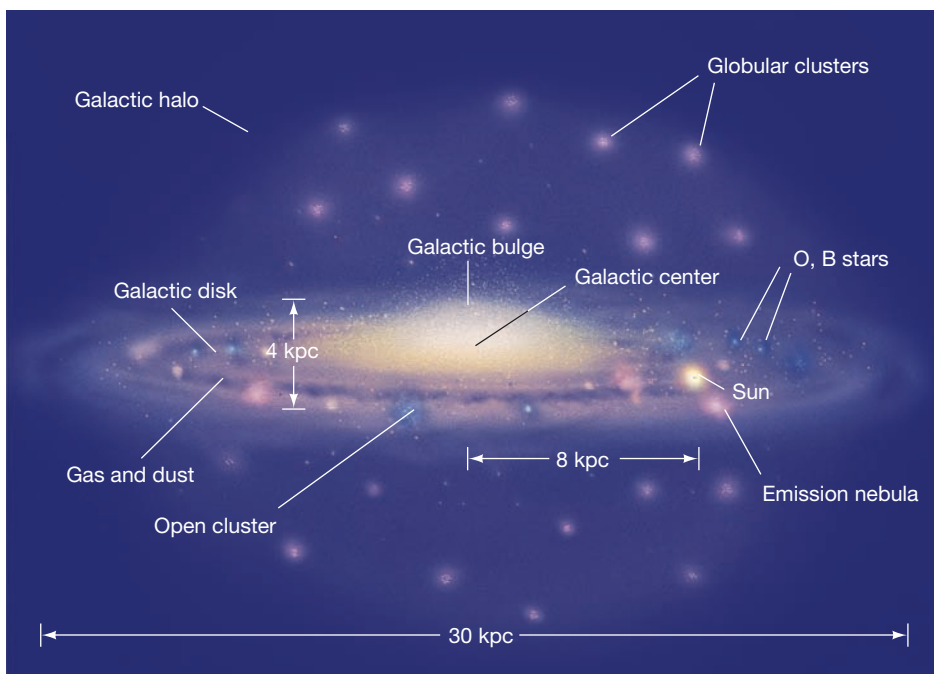 Globular clusters
Galactic halo
Galactic bulge
O, B stars
Galactic center
Galactic disk
4 kpc
Sun
8 kpc
Gas and dust
Emission nebula
Open cluster
30 kpc